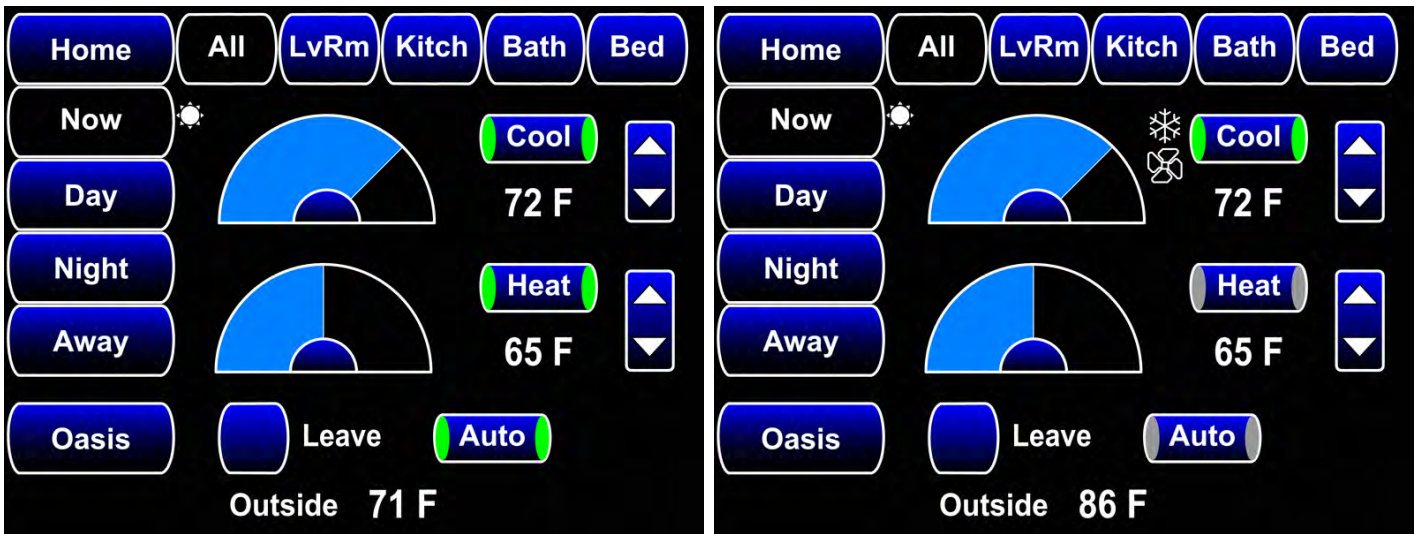 Home All LvRm Kitch Bath Bed
Now
Cool
Day
72 F
Night
Heat
Away
65 F
Oasis Leave Auto
Outside 71 F
Home All LvRm Kitch Bath Bed
Now
Cool
Day
72 F
Night
Heat
Away
65 F
Oasis Leave Auto
Outside 86 F